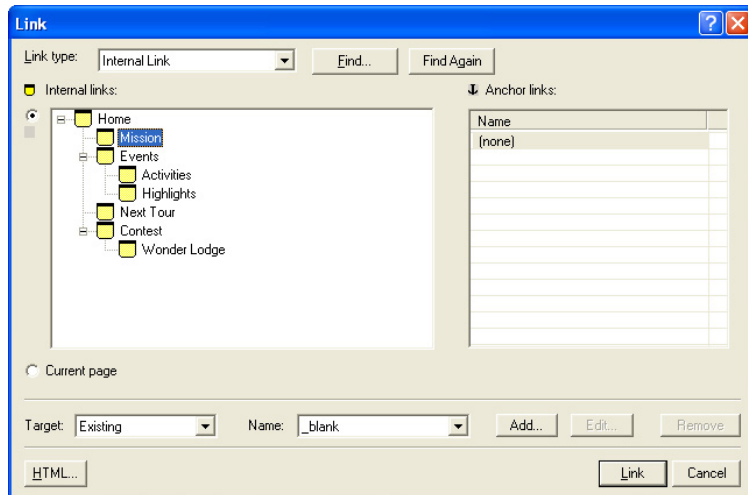 Link
Link type: Internal Link Find... Find Again
Internal links: Anchor links:
Home
Mission
Events
Activities
Highlights
Next Tour
Contest
Wonder Lodge
Name
(none)
Current page
Target: Existing Name: _blank Add... Edit... Remove
HTML... Link Cancel